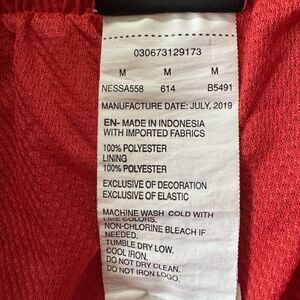 030673129173
M M M
NESSA558 614 B5491
MANUFACTURE DATE: JULY, 2019
EN- MADE IN INDONESIA
WITH IMPORTED FABRICS
100% POLYESTER
LINING
100% POLYESTER
EXCLUSIVE OF DECORATION
EXCLUSIVE OF ELASTIC
MACHINE WASH COLD WITH
LIKE COLORS.
NON-CHLORINE BLEACH IF
NEEDED.
TUMBLE DRY LOW.
COOL IRON.
DO NOT DRY CLEAN.
DO NOT IRON LOGO.